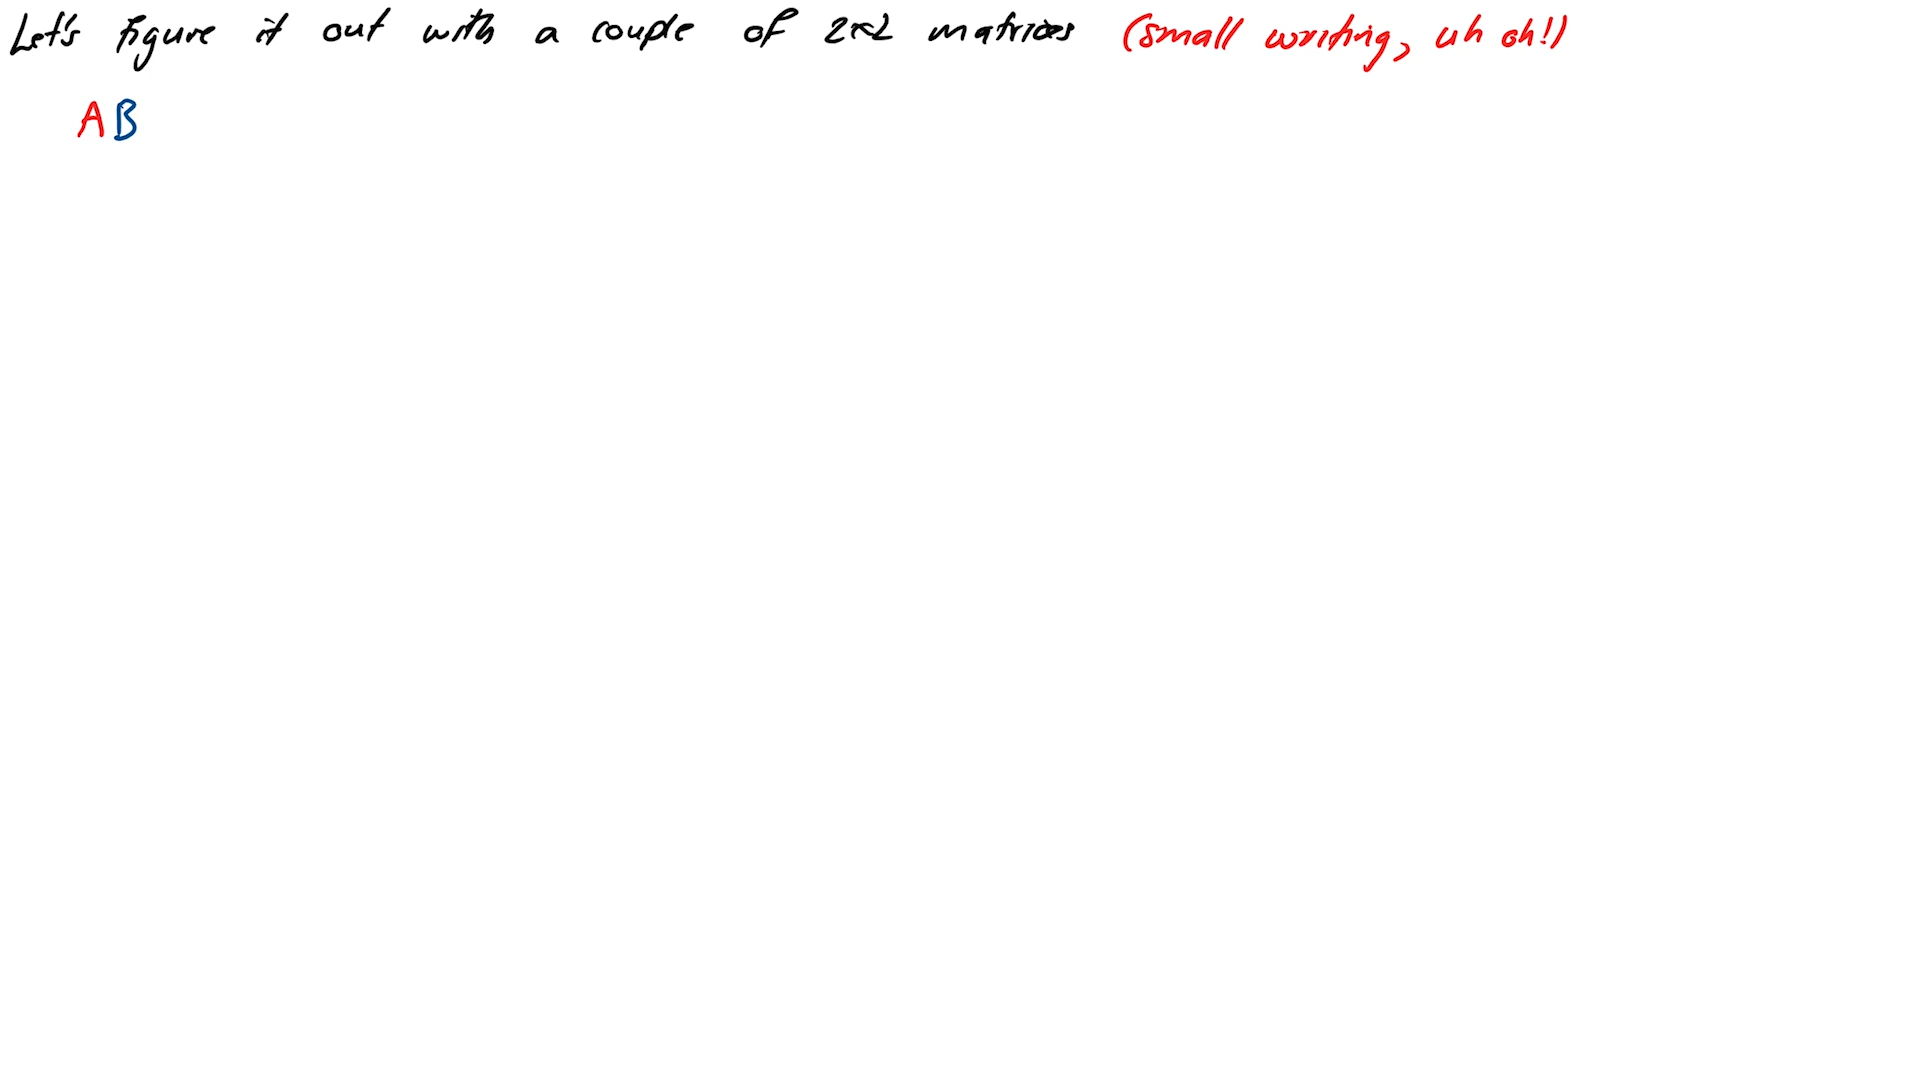 Let's figure it out with a couple of 2x2 matrices (small writing, uh oh!)
AB